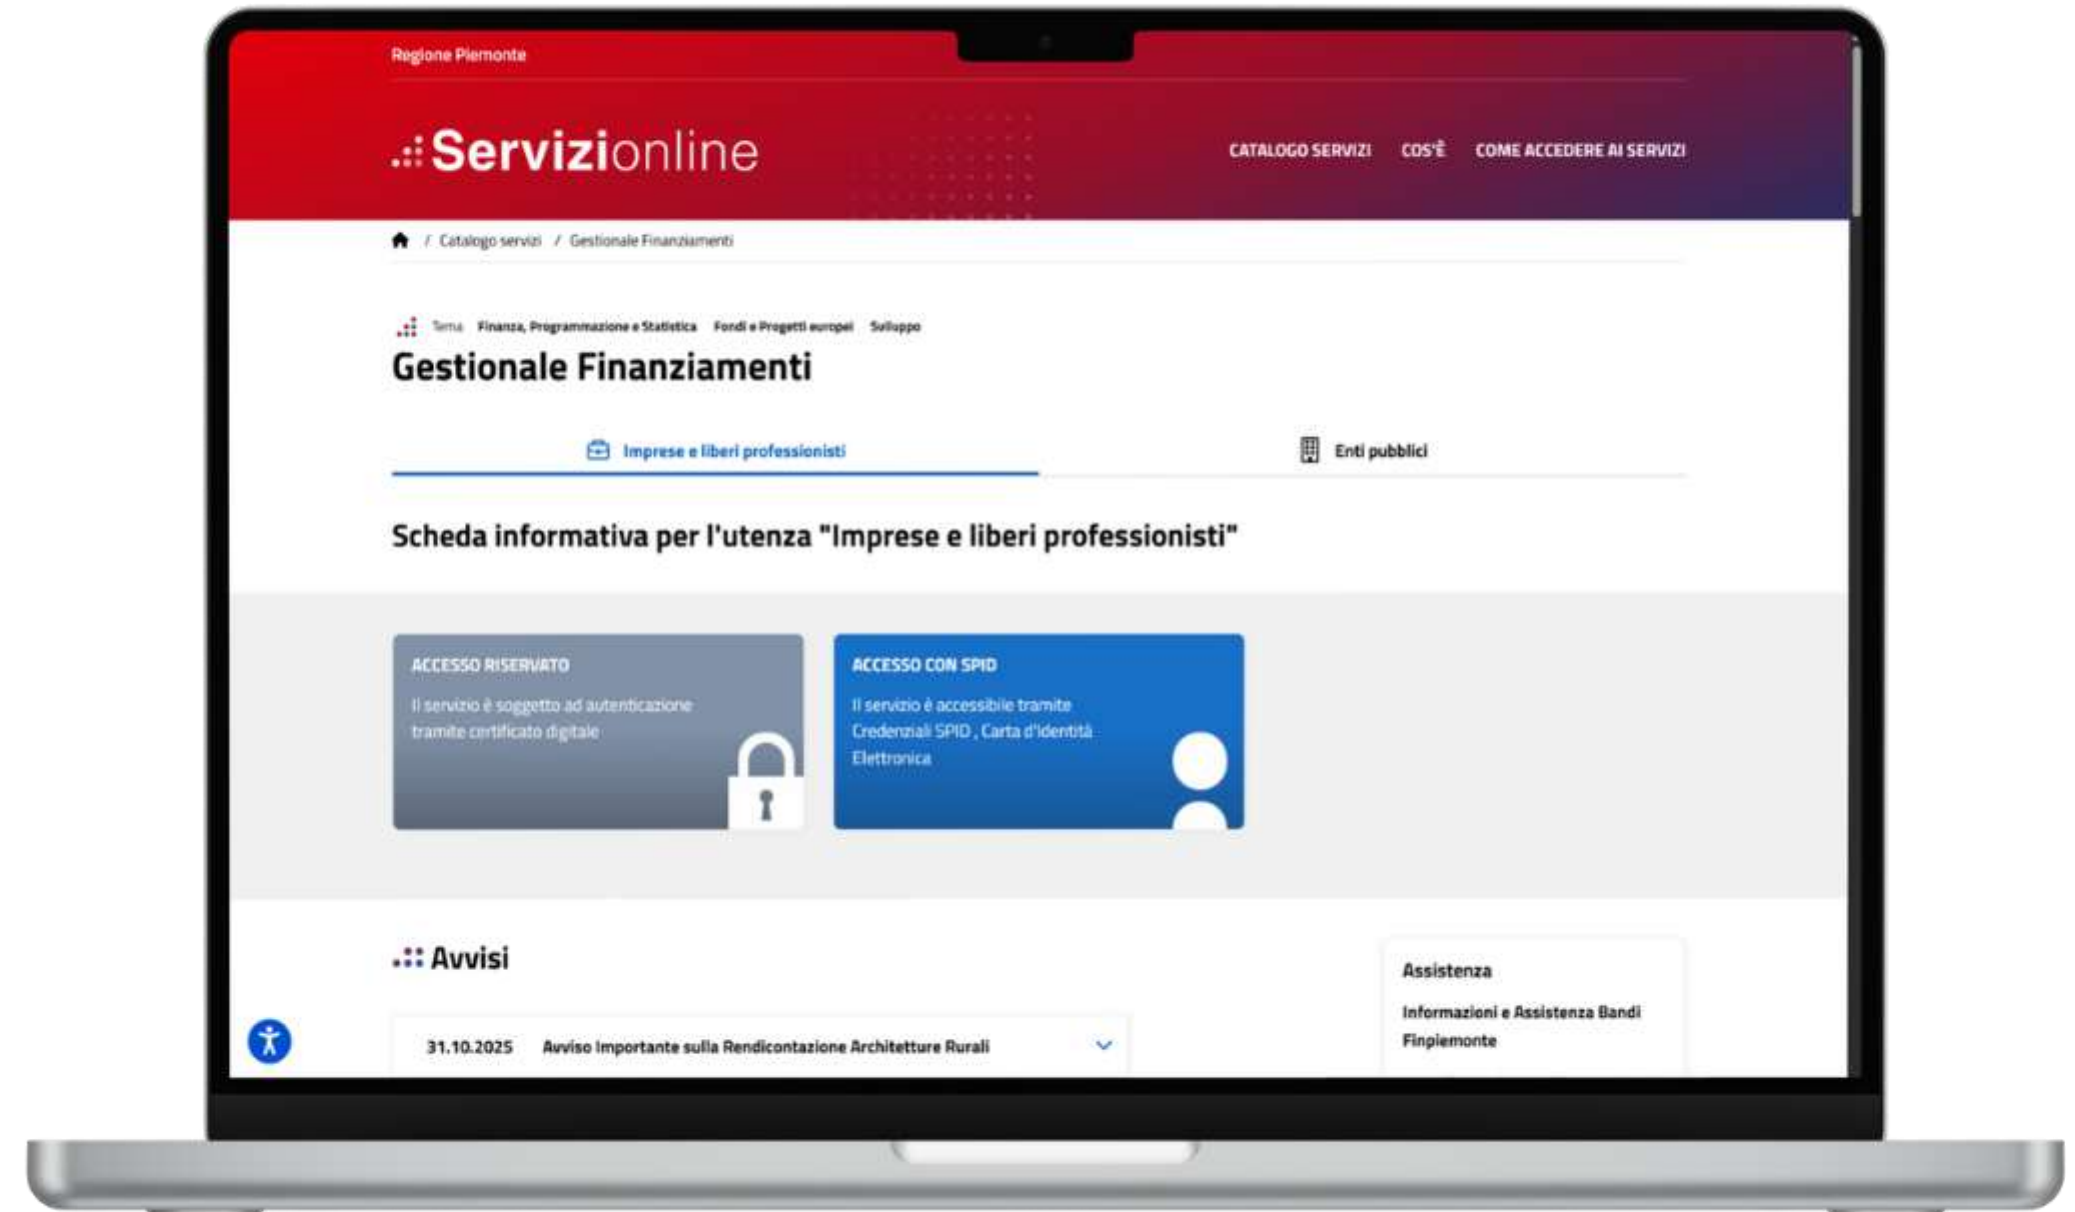 Regione Piemonte
Servizionline
CATALOGO SERVIZI COS'È COME ACCEDERE AI SERVIZI
/ Catalogo servizi / Gestionale Finanziamenti
Tema Finanza, Programmazione e Statistica Fondi e Progetti europei Sviluppo
Gestionale Finanziamenti
Imprese e liberi professionisti
Enti pubblici
Scheda informativa per l'utenza "Imprese e liberi professionisti"
ACCESSO RISERVATO
Il servizio è soggetto ad autenticazione
tramite certificato digitale
ACCESSO CON SPID
Il servizio è accessibile tramite
Credenziali SPID , Carta d'identità
Elettronica
Avvisi
31.10.2025 Avviso Importante sulla Rendicontazione Architetture Rurali
Assistenza
Informazioni e Assistenza Bandi
Finpiemonte